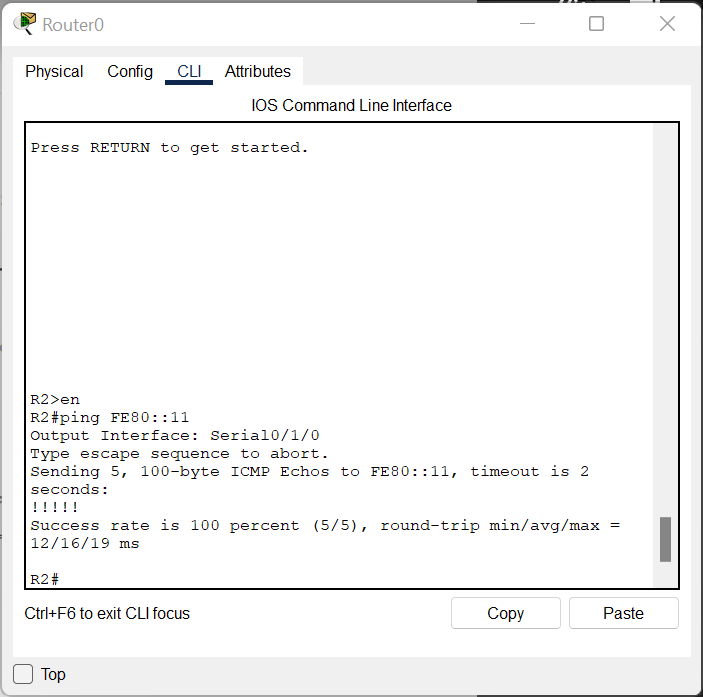 Router0
Physical Config CLI Attributes
IOS Command Line Interface
Press RETURN to get started.
R2>en
R2#ping FE80::11
Output Interface: Serial0/1/0
Type escape sequence to abort.
Sending 5, 100-byte ICMP Echos to FE80::11, timeout is 2
seconds:
!!!!!
Success rate is 100 percent (5/5), round-trip min/avg/max =
12/16/19 ms
R2#
Ctrl+F6 to exit CLI focus
Copy Paste
Top